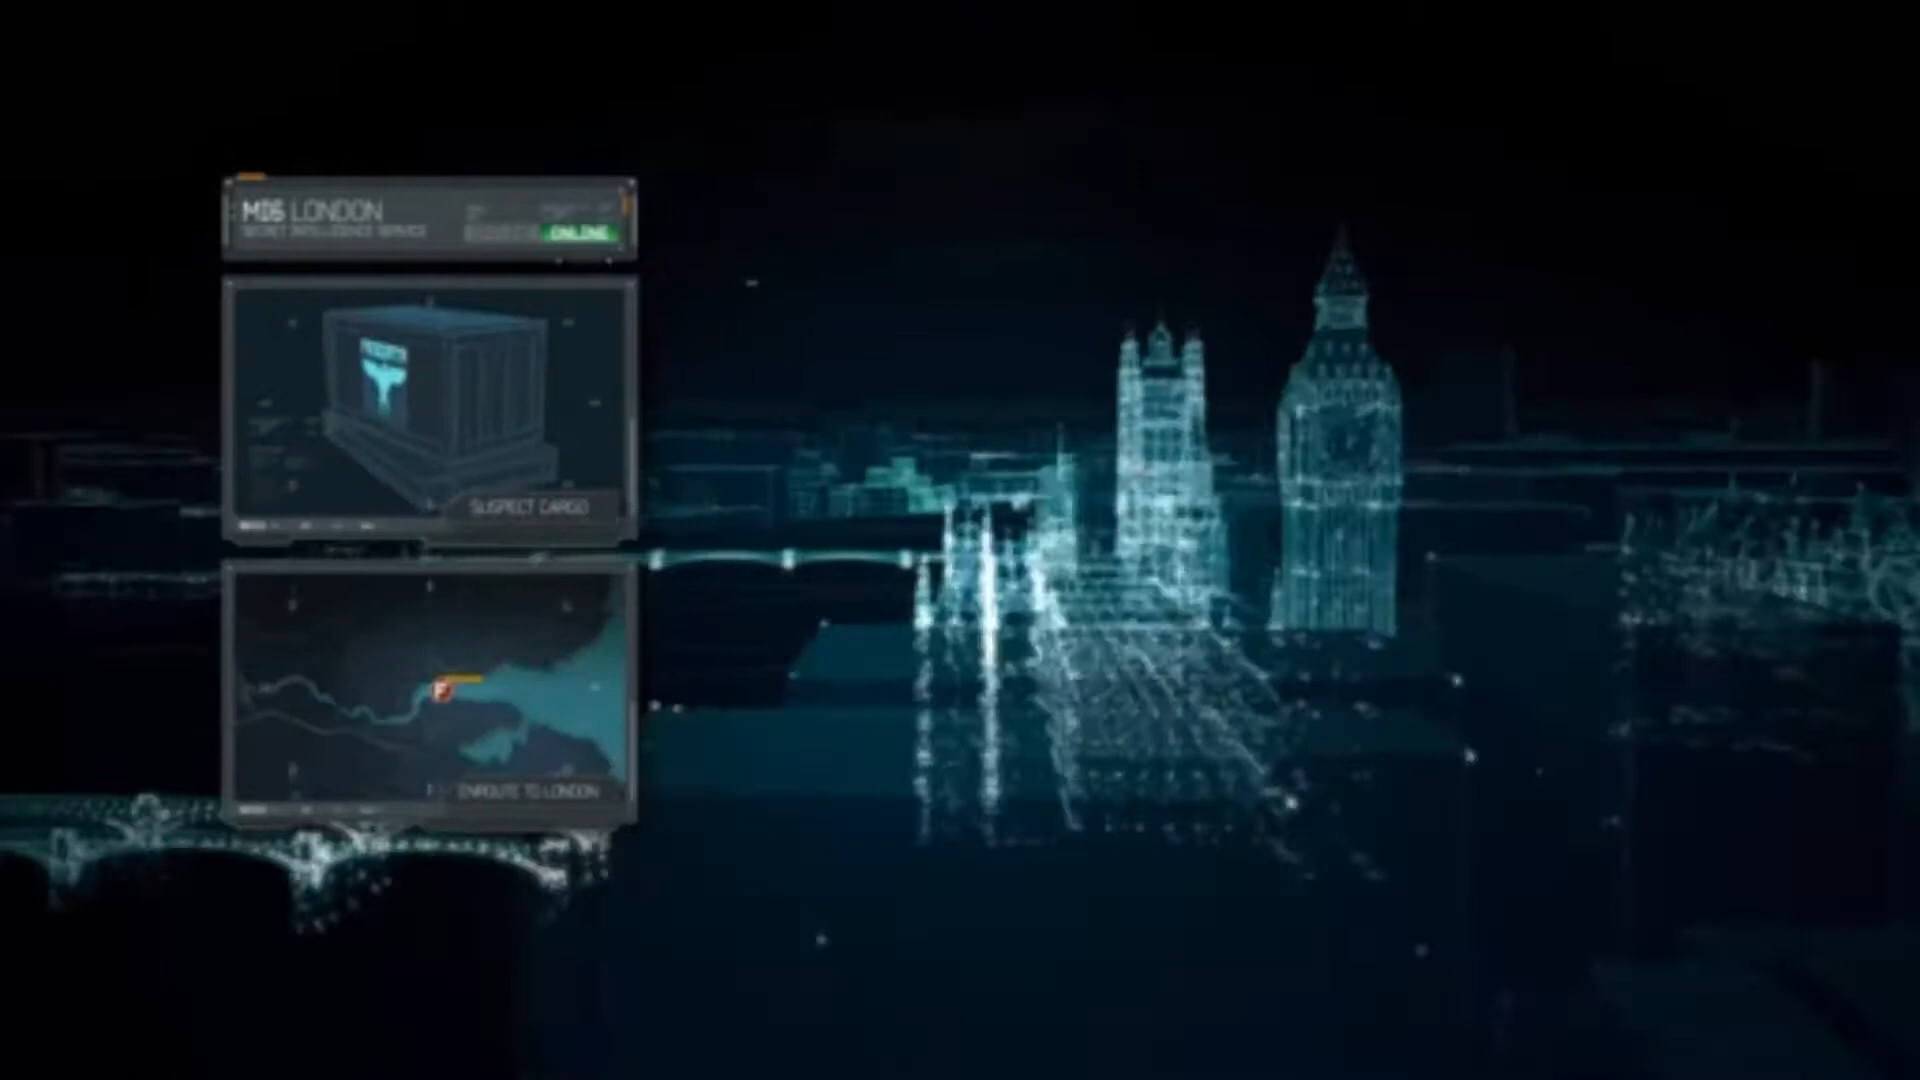 MI6 LONDON
SECRET INTELLIGENCE SERVICE
ONLINE
SUSPECT CARGO
ENROUTE TO LONDON